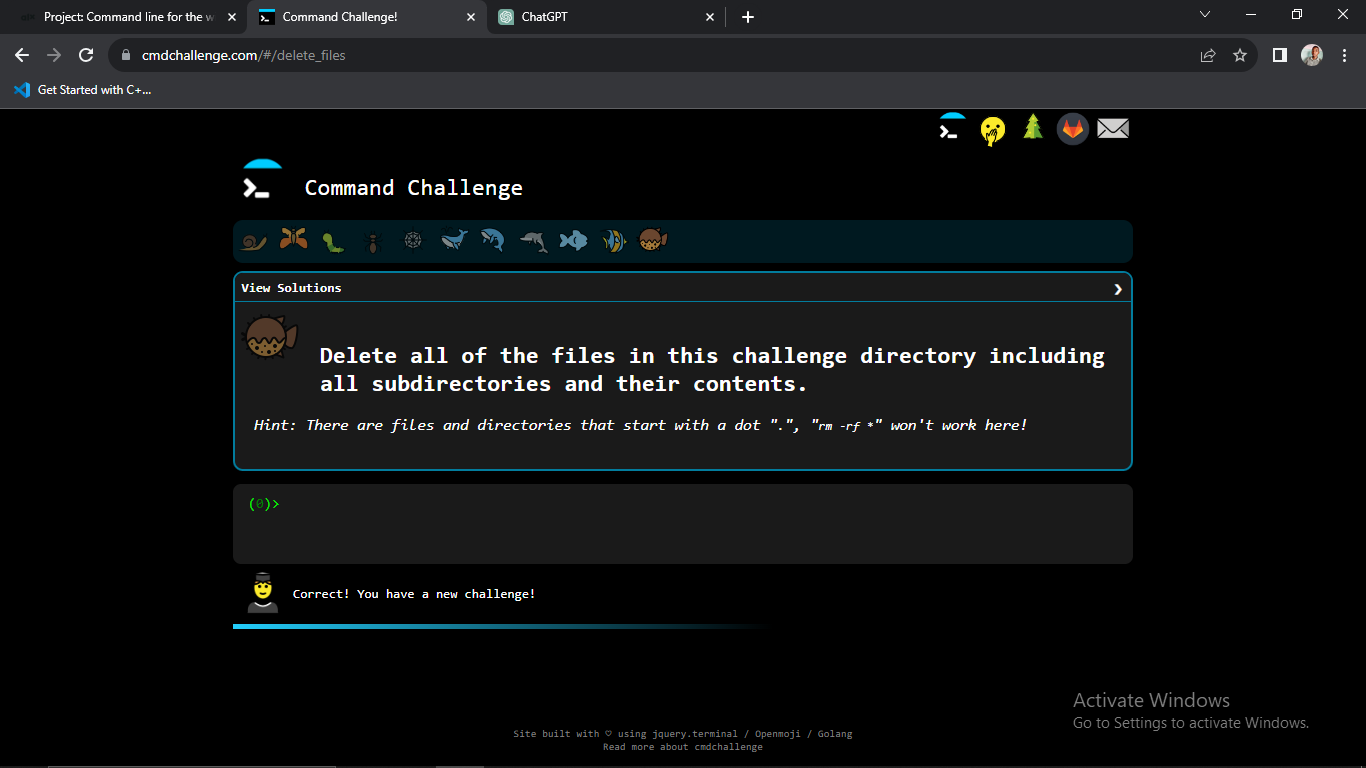 Project: Command line for the w
Command Challenge!
ChatGPT
cmdchallenge.com/#/delete_files
Get Started with C+...
Command Challenge
View Solutions
Delete all of the files in this challenge directory including
all subdirectories and their contents.
Hint: There are files and directories that start with a dot ".", "rm -rf *" won't work here!
(0)>
Correct! You have a new challenge!
Activate Windows
Go to Settings to activate Windows.
Site built with ♡ using jquery.terminal / Openmoji / Golang
Read more about cmdchallenge